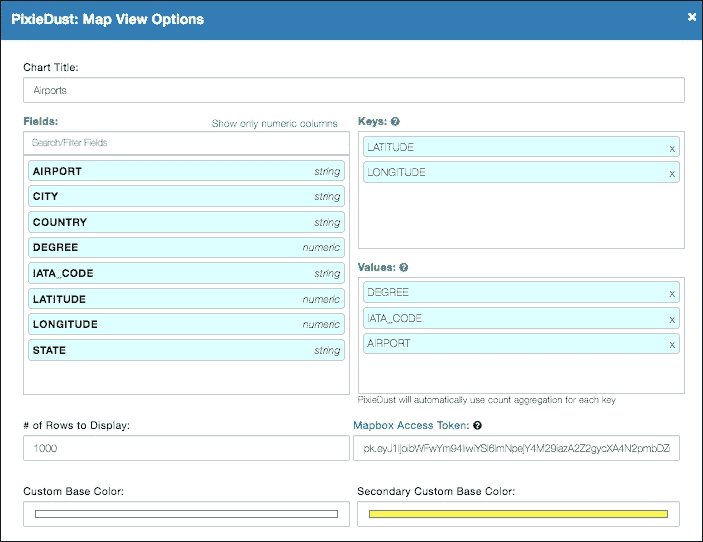 PixieDust: Map View Options ×
Chart Title:
Airports
Fields: Show only numeric columns
Search/Filter Fields
AIRPORT string
CITY string
COUNTRY string
DEGREE numeric
IATA_CODE string
LATITUDE numeric
LONGITUDE numeric
STATE string
Keys: ?
LATITUDE x
LONGITUDE x
Values: ?
DEGREE x
IATA_CODE x
AIRPORT x
PixieDust will automatically use count aggregation for each key
# of Rows to Display:
1000
Mapbox Access Token: ?
Custom Base Color:
Secondary Custom Base Color: